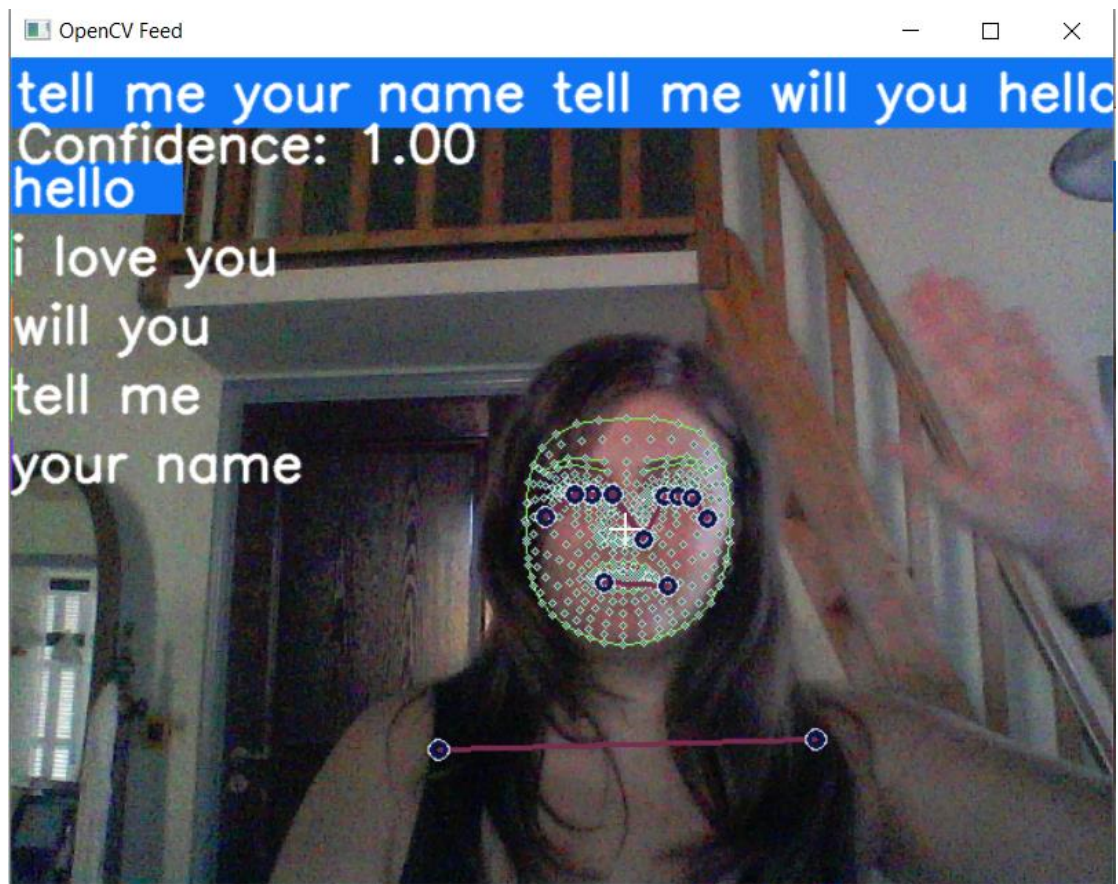 OpenCV Feed
tell me your name tell me will you hello
Confidence: 1.00
hello
i love you
will you
tell me
your name